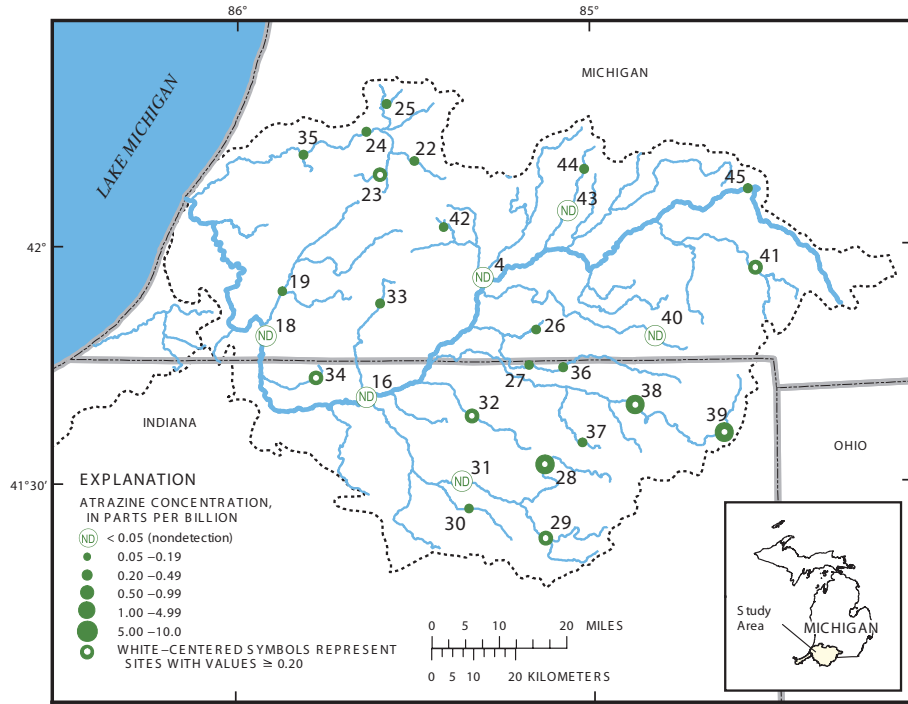 86°
85°
MICHIGAN
LAKE MICHIGAN
25
24
35
22
23
44
43
ND
45
42
42°
4
ND
41
19
33
18
ND
26
40
ND
27
36
34
16
ND
38
32
39
INDIANA
37
OHIO
31
ND
28
41°30'
30
29
EXPLANATION
ATRAZINE CONCENTRATION,
IN PARTS PER BILLION
ND < 0.05 (nondetection)
0.05 –0.19
0.20 –0.49
0.50 –0.99
1.00 –4.99
5.00 –10.0
WHITE–CENTERED SYMBOLS REPRESENT
SITES WITH VALUES ≥ 0.20
0 5 10 20 MILES
0 5 10 20 KILOMETERS
Study
Area
MICHIGAN